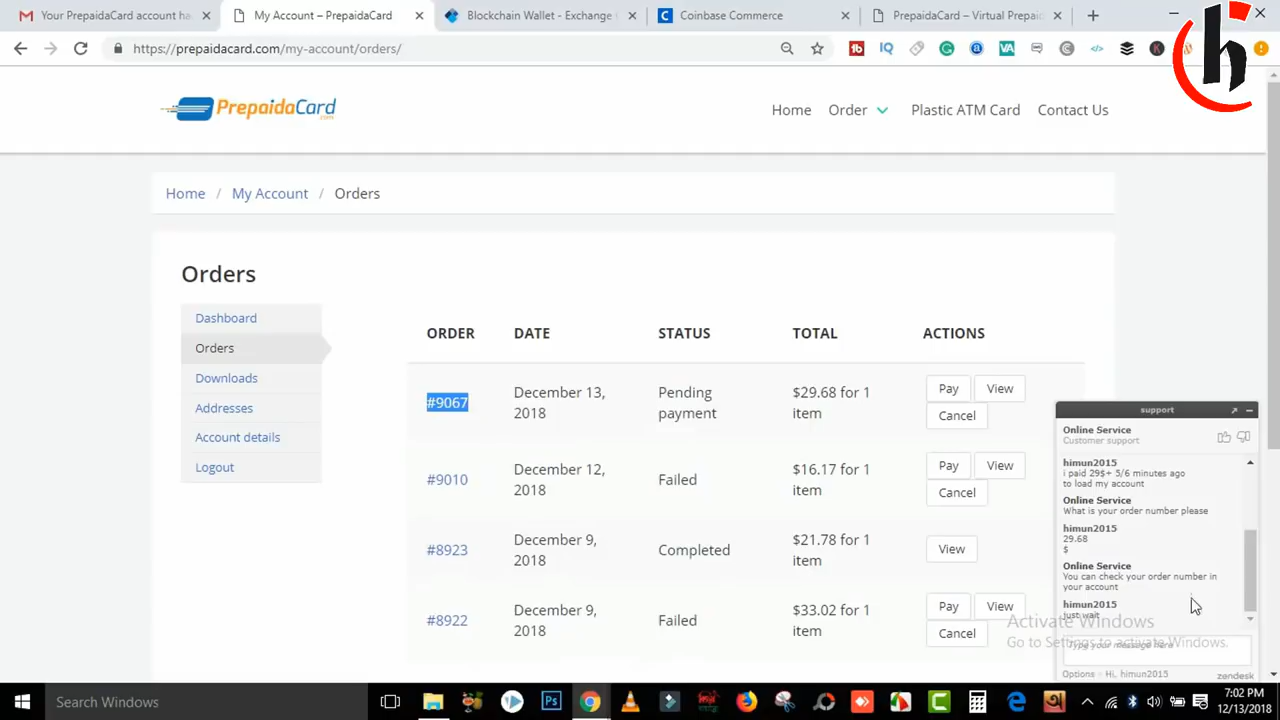 Your PrepaidaCard account ha
My Account – PrepaidaCard
Blockchain Wallet - Exchange
Coinbase Commerce
PrepaidaCard – Virtual Prepaid
https://prepaidacard.com/my-account/orders/
PrepaidaCard
.com
Home
Order
Plastic ATM Card
Contact Us
Home / My Account / Orders
Orders
Dashboard
Orders
Downloads
Addresses
Account details
Logout
ORDER DATE STATUS TOTAL ACTIONS
#9067 December 13, 2018 Pending payment $29.68 for 1 item Pay View Cancel
#9010 December 12, 2018 Failed $16.17 for 1 item Pay View Cancel
#8923 December 9, 2018 Completed $21.78 for 1 item View
#8922 December 9, 2018 Failed $33.02 for 1 item Pay View Cancel
support
Online Service
Customer support
himun2015
i paid 29$+ 5/6 minutes ago
to load my account
Online Service
What is your order number please
himun2015
29.68
$
Online Service
You can check your order number in
your account
himun2015
just wait
Type your message here
Options - Hi, himun2015
zendesk
Activate Windows
Go to Settings to activate Windows.
Search Windows
7:02 PM
12/13/2018